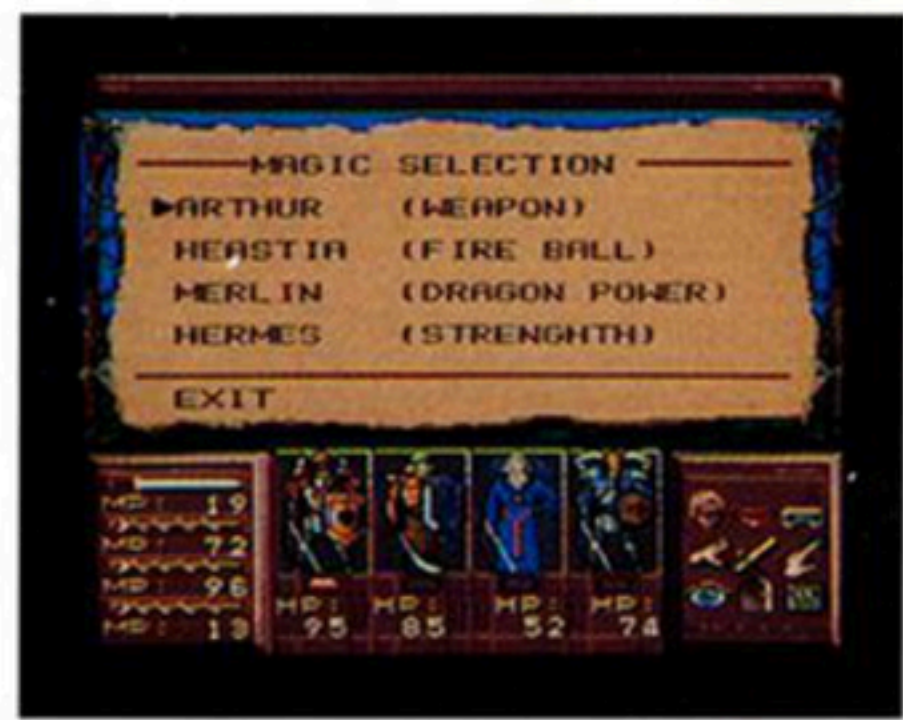 MAGIC SELECTION
►ARTHUR (WEAPON)
HEASTIA (FIRE BALL)
MERLIN (DRAGON POWER)
HERMES (STRENGHTH)
EXIT
MP: 19
MP: 72
MP: 96
MP: 13
HP: HP: HP: HP:
95 85 52 74